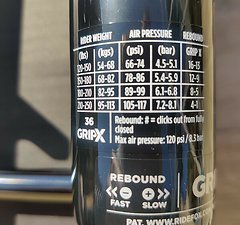 RIDER WEIGHT AIR PRESSURE REBOUND
(lbs) (kgs) (psi) (bar) GRIP X
120-150 54-68 66-74 4.5-5.1 16-13
150-180 68-82 78-86 5.4-5.9 12-9
180-210 82-95 89-99 6.1-6.8
210-250 95-113 105-117 7.2-8.1 4-1
36
GRIPX
Rebound: # = clicks out from fully
closed
Max air pressure: 120 psi / 8.3 bar
REBOUND
FAST SLOW
PAT. WWW.RIDEFOX